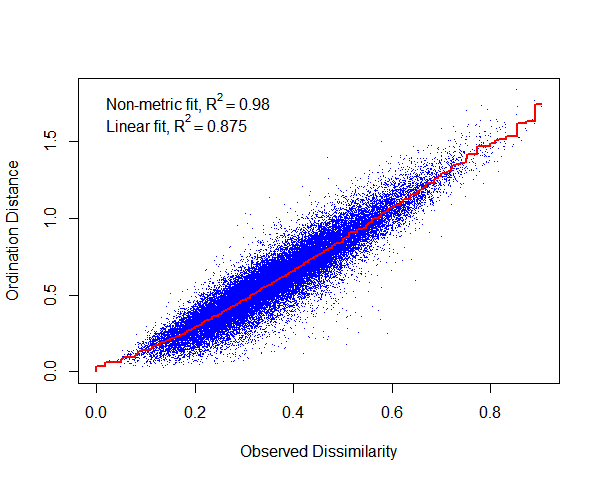 Non-metric fit, R2 = 0.98
Linear fit, R2 = 0.875
Ordination Distance
1.5
1.0
0.5
0.0
0.0 0.2 0.4 0.6 0.8
Observed Dissimilarity